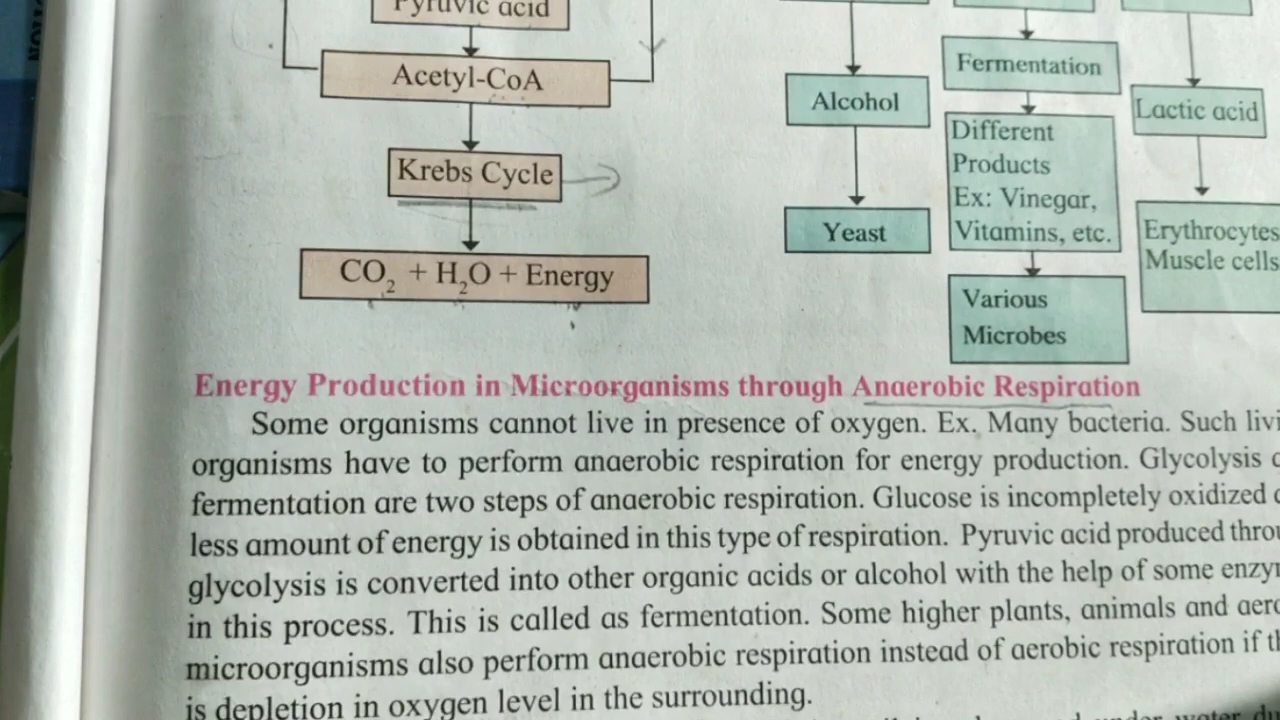 Pyruvic acid
Acetyl-CoA
Krebs Cycle
CO₂ + H₂O + Energy
Alcohol
Yeast
Fermentation
Different
Products
Ex: Vinegar,
Vitamins, etc.
Various
Microbes
Lactic acid
Erythrocytes
Muscle cells
Energy Production in Microorganisms through Anaerobic Respiration
Some organisms cannot live in presence of oxygen. Ex. Many bacteria. Such
organisms have to perform anaerobic respiration for energy production. Glycolysis
fermentation are two steps of anaerobic respiration. Glucose is incompletely oxidized
less amount of energy is obtained in this type of respiration. Pyruvic acid produced
glycolysis is converted into other organic acids or alcohol with the help of some
in this process. This is called as fermentation. Some higher plants, animals and
microorganisms also perform anaerobic respiration instead of aerobic respiration if
is depletion in oxygen level in the surrounding.